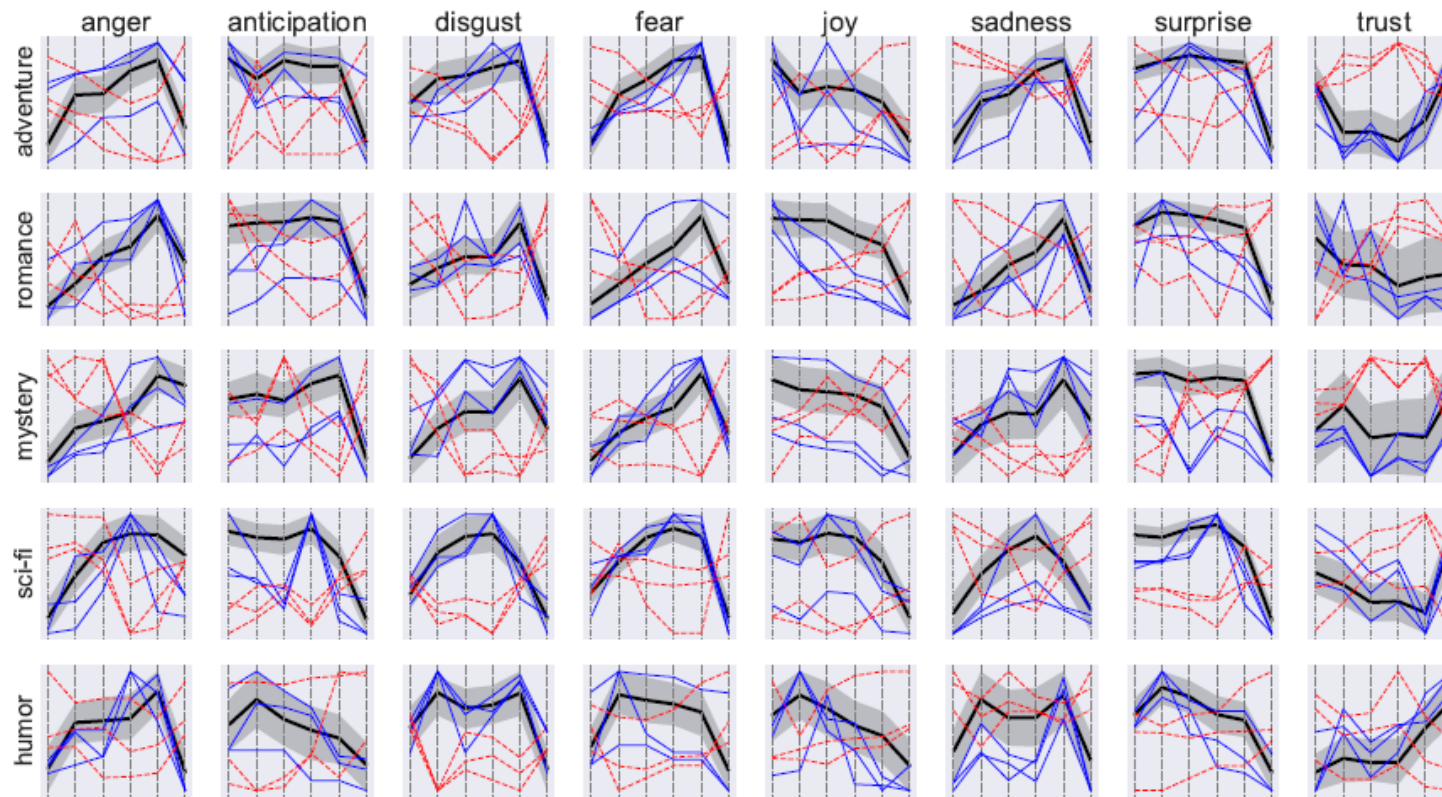 anger anticipation disgust fear joy sadness surprise trust
adventure
romance
mystery
sci-fi
humor